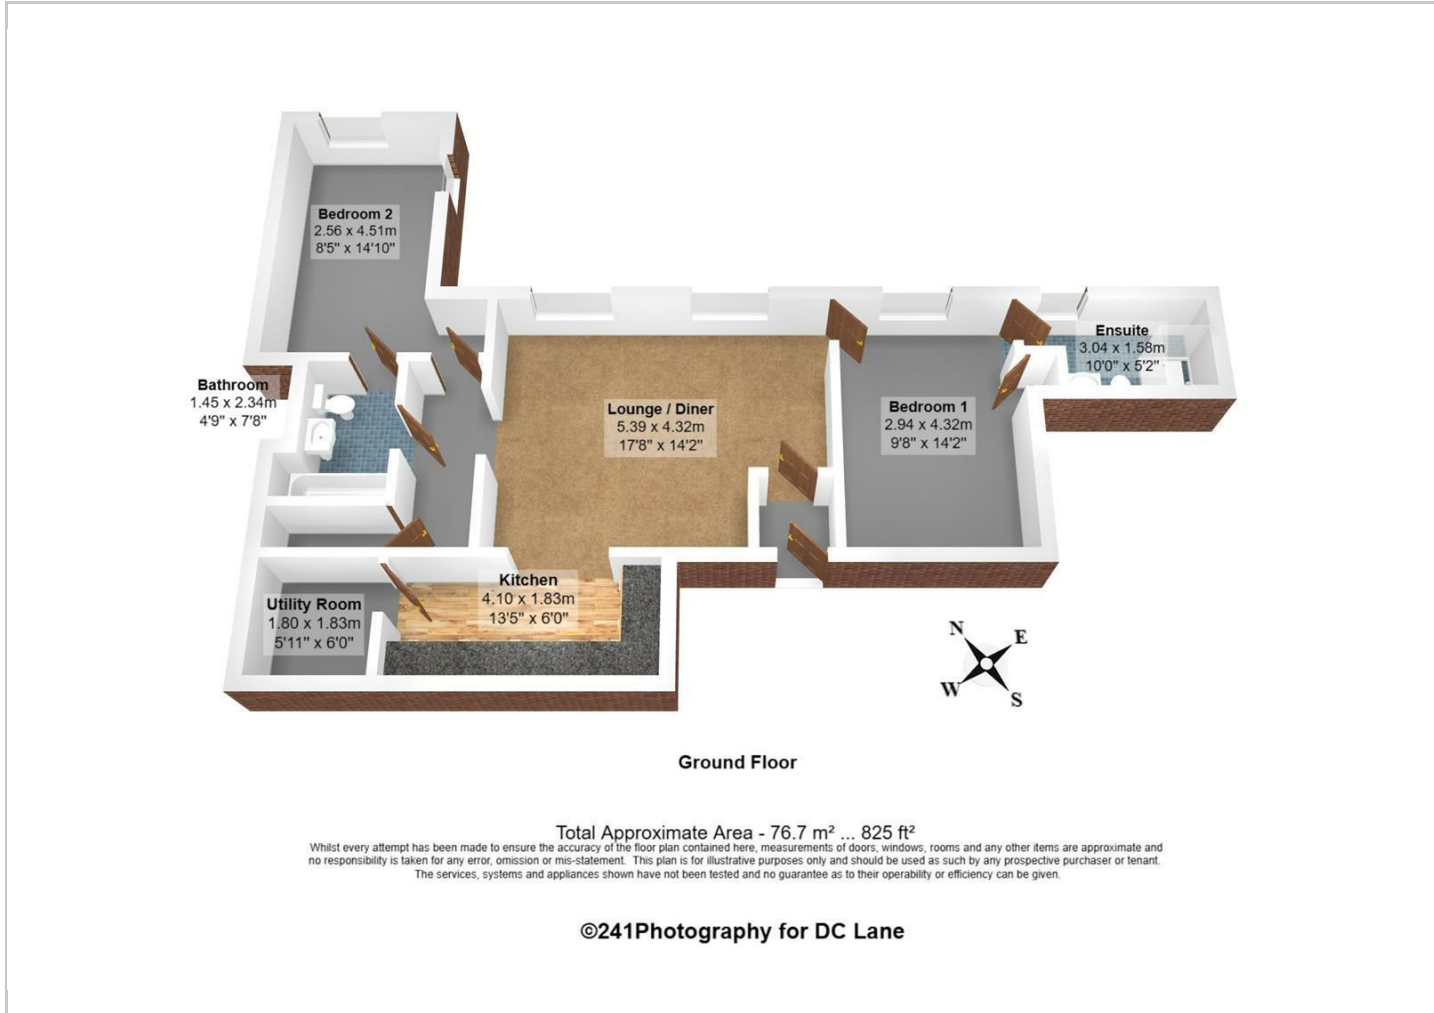 Bedroom 2
2.56 x 4.51m
8'5" x 14'10"
Bathroom
1.45 x 2.34m
4'9" x 7'8"
Lounge / Diner
5.39 x 4.32m
17'8" x 14'2"
Bedroom 1
2.94 x 4.32m
9'8" x 14'2"
Ensuite
3.04 x 1.58m
10'0" x 5'2"
Kitchen
4.10 x 1.83m
13'5" x 6'0"
Utility Room
1.80 x 1.83m
5'11" x 6'0"
N
E
W
S
Ground Floor
Total Approximate Area - 76.7 m² ... 825 ft²
Whilst every attempt has been made to ensure the accuracy of the floor plan contained here, measurements of doors, windows, rooms and any other items are approximate and
no responsibility is taken for any error, omission or mis-statement. This plan is for illustrative purposes only and should be used as such by any prospective purchaser or tenant.
The services, systems and appliances shown have not been tested and no guarantee as to their operability or efficiency can be given.
©241Photography for DC Lane